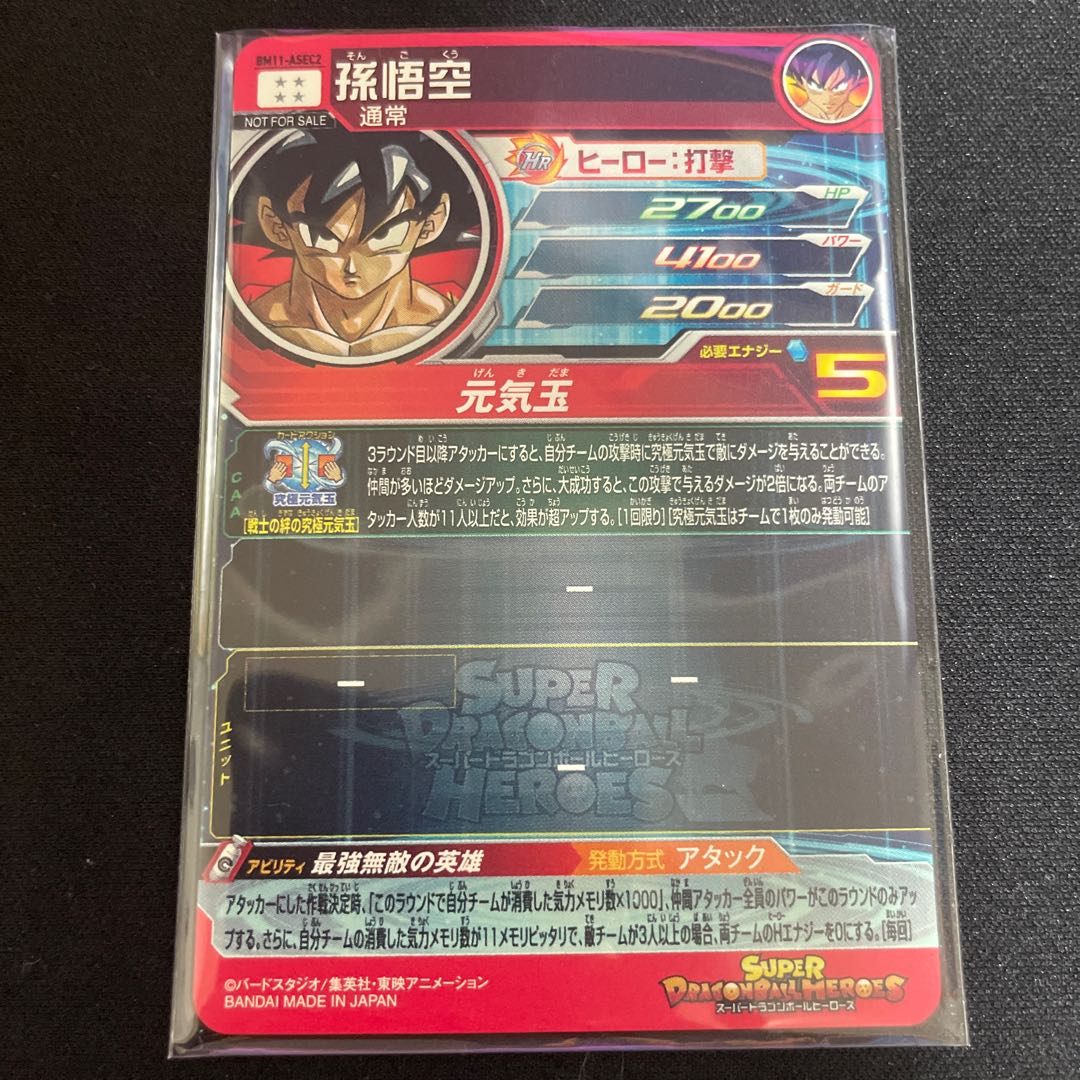 BM11-ASEC2
そん ご くう
孫悟空
NOT FOR SALE
通常
HR ヒーロー:打撃
HP
2700
パワー
4100
ガード
2000
必要エナジー 5
げん き だま
元気玉
CAA
カードアクション
究極元気玉
[戦士の絆の究極元気玉]
3ラウンド目以降アタッカーにすると、自分チームの攻撃時に究極元気玉で敵にダメージを与えることができる。
仲間が多いほどダメージアップ。さらに、大成功すると、この攻撃で与えるダメージが2倍になる。両チームのア
タッカー人数が11人以上だと、効果が超アップする。[1回限り][究極元気玉はチームで1枚のみ発動可能]
-
ユニット
- -
-
SUPER
DRAGONBALL
スーパードラゴンボールヒーローズ
HEROES
アビリティ 最強無敵の英雄 発動方式 アタック
アタッカーにした作戦決定時、「このラウンドで自分チームが消費した気力メモリ数×1000」、仲間アタッカー全員のパワーがこのラウンドのみアッ
プする。さらに、自分チームの消費した気力メモリ数が11メモリピッタリで、敵チームが3人以上の場合、両チームのHエナジーを0にする。[毎回]
©バードスタジオ/集英社・東映アニメーション
BANDAI MADE IN JAPAN
SUPER
DRAGONBALL HEROES
スーパードラゴンボールヒーローズ